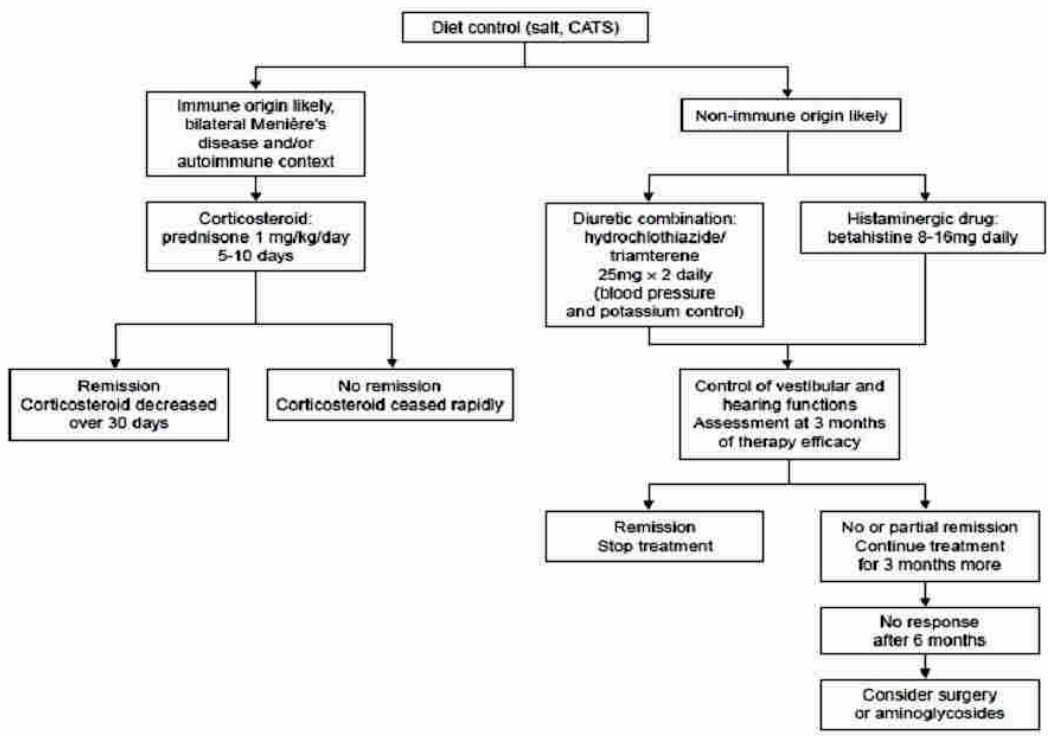 Diet control (salt, CATS)
Immune origin likely,
bilateral Menière's
disease and/or
autoimmune context
Non-immune origin likely
Corticosteroid:
prednisone 1 mg/kg/day
5-10 days
Diuretic combination:
hydrochlothiazide/
triamterene
25mg × 2 daily
(blood pressure
and potassium control)
Histaminergic drug:
betahistine 8-16mg daily
Remission
Corticosteroid decreased
over 30 days
No remission
Corticosteroid ceased rapidly
Control of vestibular and
hearing functions
Assessment at 3 months
of therapy efficacy
Remission
Stop treatment
No or partial remission
Continue treatment
for 3 months more
No response
after 6 months
Consider surgery
or aminoglycosides